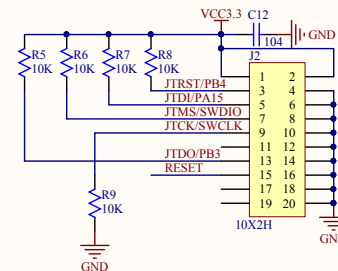 VCC3.3
C12
GND
104
J2
R5 R6 R7 R8
10K 10K 10K 10K
1 2
JTRST/PB4 3 4
JTDI/PA15 5 6
JTMS/SWDIO 7 8
JTCK/SWCLK 9 10
11 12
JTDO/PB3 13 14
RESET 15 16
17 18
19 20
R9
10K
10X2H
GND